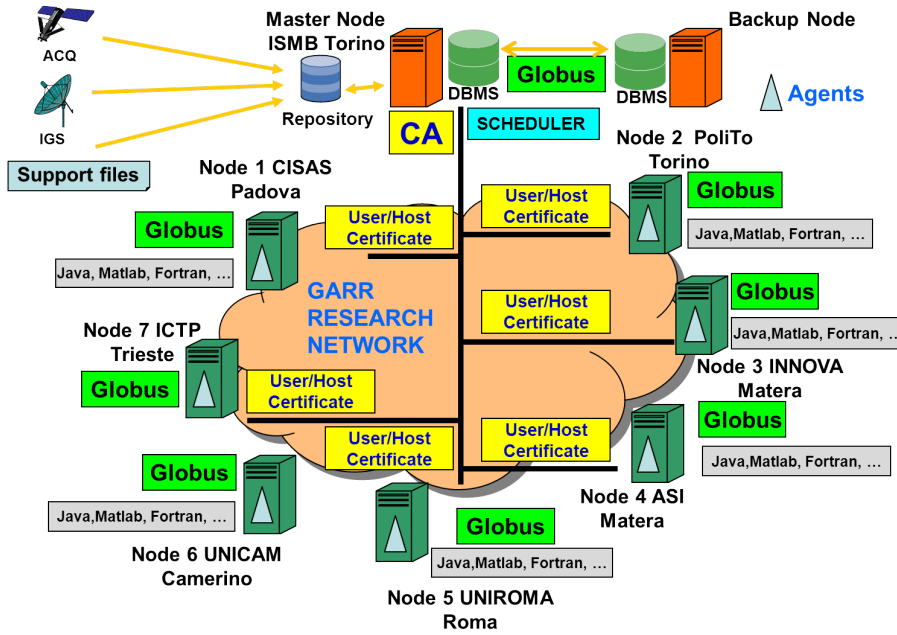 Master Node
ISMB Torino
Backup Node
ACQ
IGS
Support files
Repository
DBMS
Globus
DBMS
Agents
CA
SCHEDULER
Node 1 CISAS
Padova
Globus
Java, Matlab, Fortran, …
User/Host
Certificate
User/Host
Certificate
Node 2 PoliTo
Torino
Globus
Java,Matlab, Fortran, …
GARR
RESEARCH
NETWORK
User/Host
Certificate
Globus
Java,Matlab, Fortran, …
Node 3 INNOVA
Matera
Node 7 ICTP
Trieste
Globus
User/Host
Certificate
User/Host
Certificate
User/Host
Certificate
Globus
Java,Matlab, Fortran, …
Node 4 ASI
Matera
Globus
Java,Matlab, Fortran, …
Node 6 UNICAM
Camerino
Globus
Java,Matlab, Fortran, …
Node 5 UNIROMA
Roma